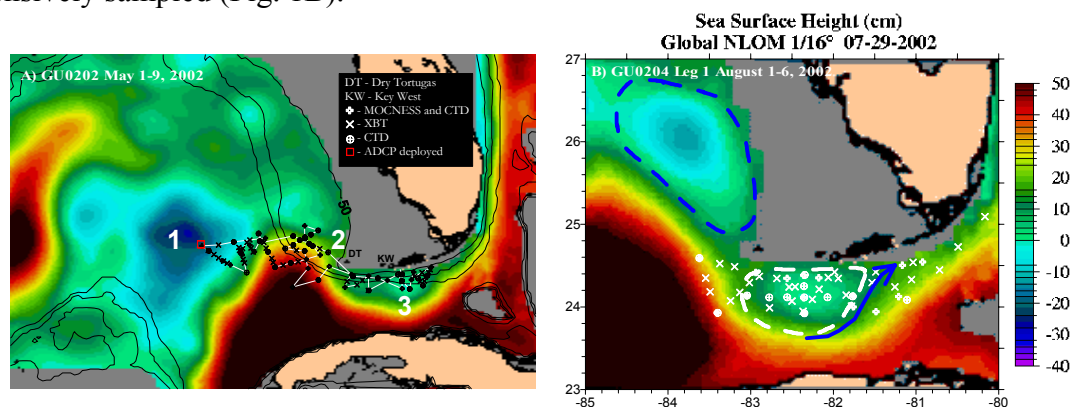 nsively sampled (Fig. 1B).
Sea Surface Height (cm)
Global NLOM 1/16° 07-29-2002
A) GU0202 May 1-9, 2002
DT - Dry Tortugas
KW - Key West
- MOCNESS and CTD
- XBT
- CTD
- ADCP deployed
50
1
2
DT
KW
3
B) GU0204 Leg 1 August 1-6, 2002
27
26
25
24
23
-85
-84
-83
-82
-81
-80
50
40
30
20
10
0
-10
-20
-30
-40